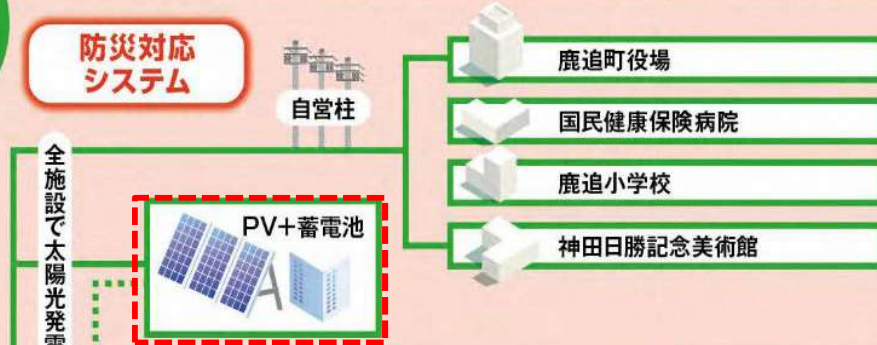 防災対応
システム
自営柱
鹿追町役場
国民健康保険病院
鹿追小学校
神田日勝記念美術館
全施設で太陽光発電
PV+蓄電池